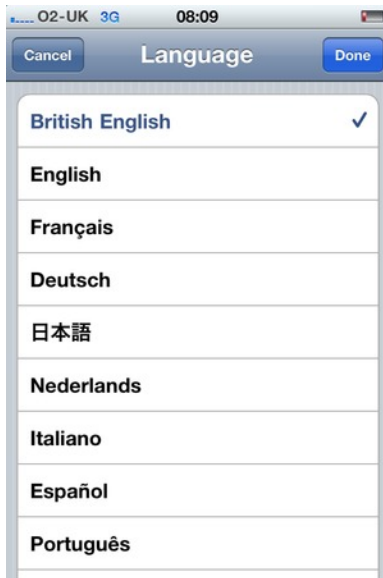 O2-UK 3G 08:09
Cancel Language Done
British English
English
Français
Deutsch
日本語
Nederlands
Italiano
Español
Português